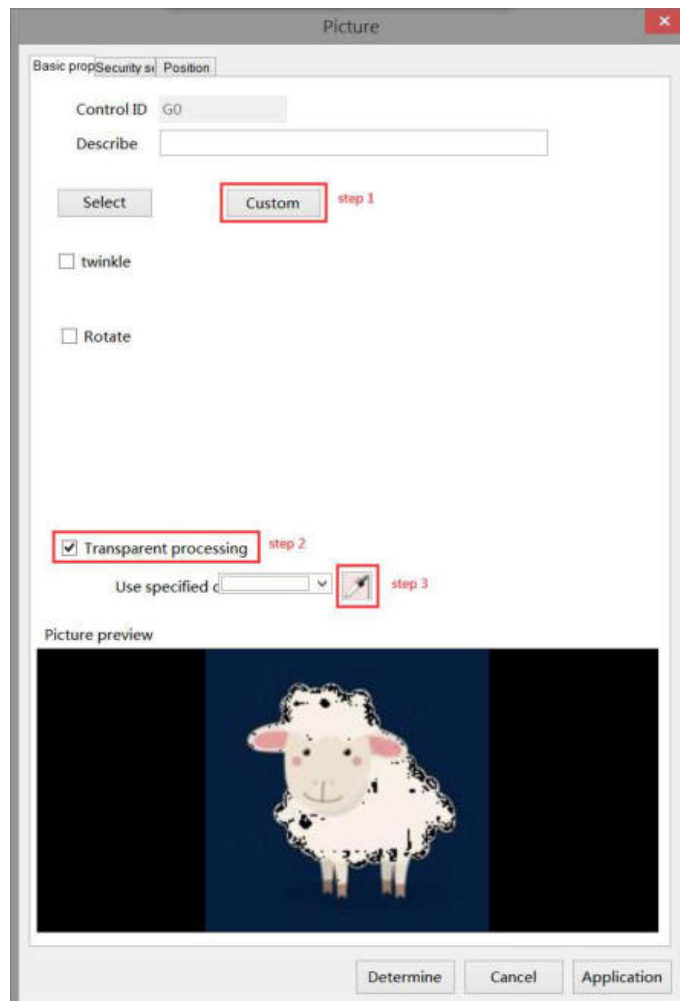 Picture
Basic prop Security se Position
Control ID G0
Describe
Select Custom step 1
twinkle
Rotate
Transparent processing step 2
Use specified c step 3
Picture preview
Determine Cancel Application